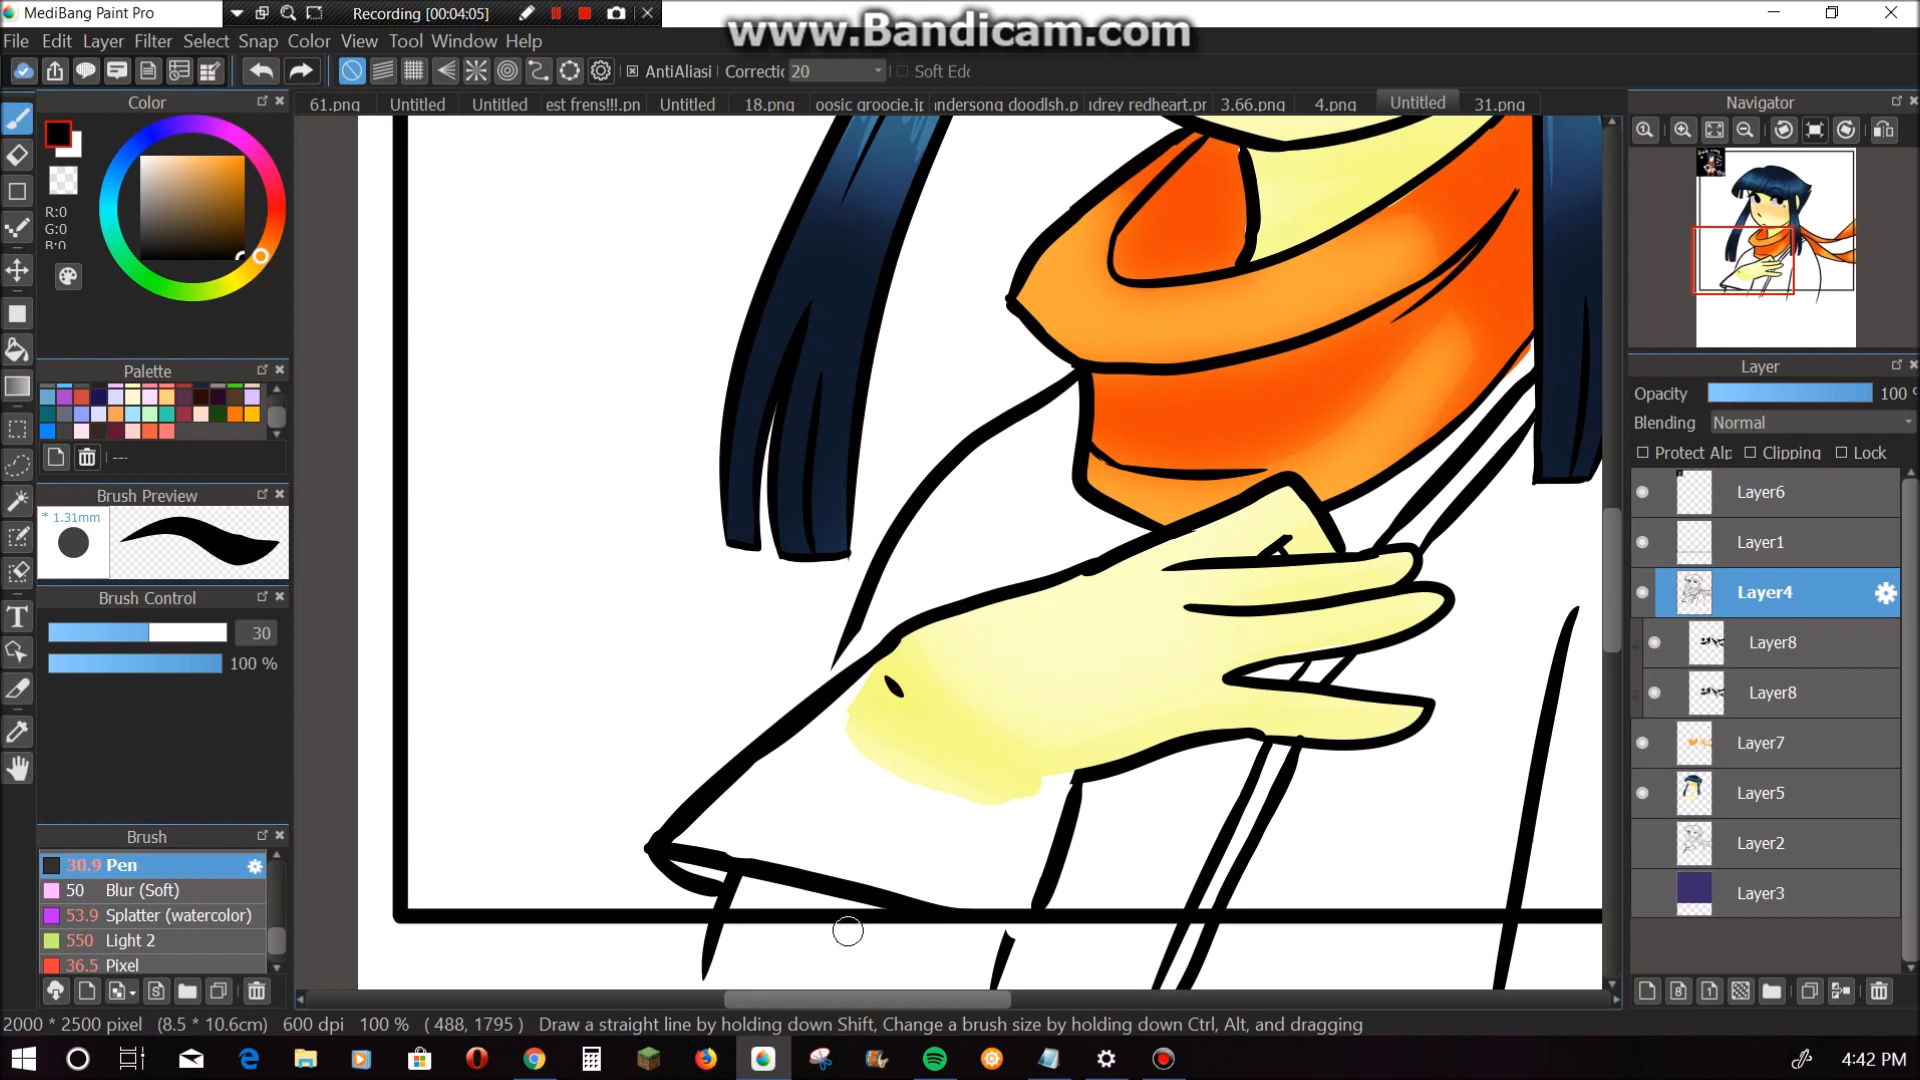 MediBang Paint Pro
Recording [00:04:05]
www.Bandicam.com
File Edit Layer Filter Select Snap Color View Tool Window Help
AntiAliasi Correctic 20 Soft Edg
Color
61.png Untitled Untitled est frens!!!.pn Untitled 18.png oosic groocie.jp ndersong doodlsh.p drey redheart.pr 3.66.png 4.png Untitled 31.png
Navigator
R:0
G:0
B:0
Palette
---
Brush Preview
* 1.31mm
Brush Control
30
100 %
Brush
30.9 Pen
50 Blur (Soft)
53.9 Splatter (watercolor)
550 Light 2
36.5 Pixel
Layer
Opacity 100 %
Blending Normal
Protect Alp Clipping Lock
Layer6
Layer1
Layer4
Layer8
Layer8
Layer7
Layer5
Layer2
Layer3
2000 * 2500 pixel (8.5 * 10.6cm) 600 dpi 100 % ( 488, 1795 ) Draw a straight line by holding down Shift, Change a brush size by holding down Ctrl, Alt, and dragging
4:42 PM